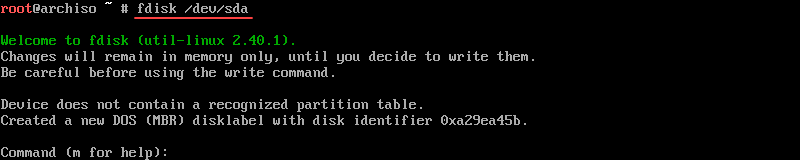 root@archiso ~ # fdisk /dev/sda
Welcome to fdisk (util-linux 2.40.1).
Changes will remain in memory only, until you decide to write them.
Be careful before using the write command.
Device does not contain a recognized partition table.
Created a new DOS (MBR) disklabel with disk identifier 0xa29ea45b.
Command (m for help):